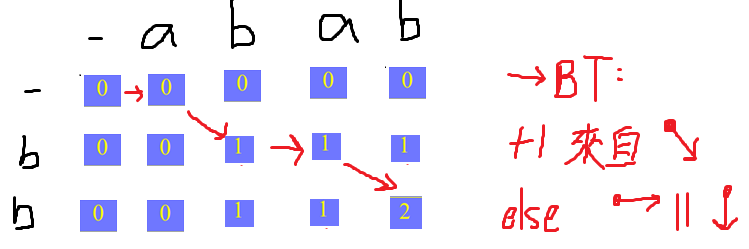 - a b a b
- 0 0 0 0 0
b 0 0 1 1 1
b 0 0 1 1 2
→BT:
+1 來自 ↘
else → || ↓